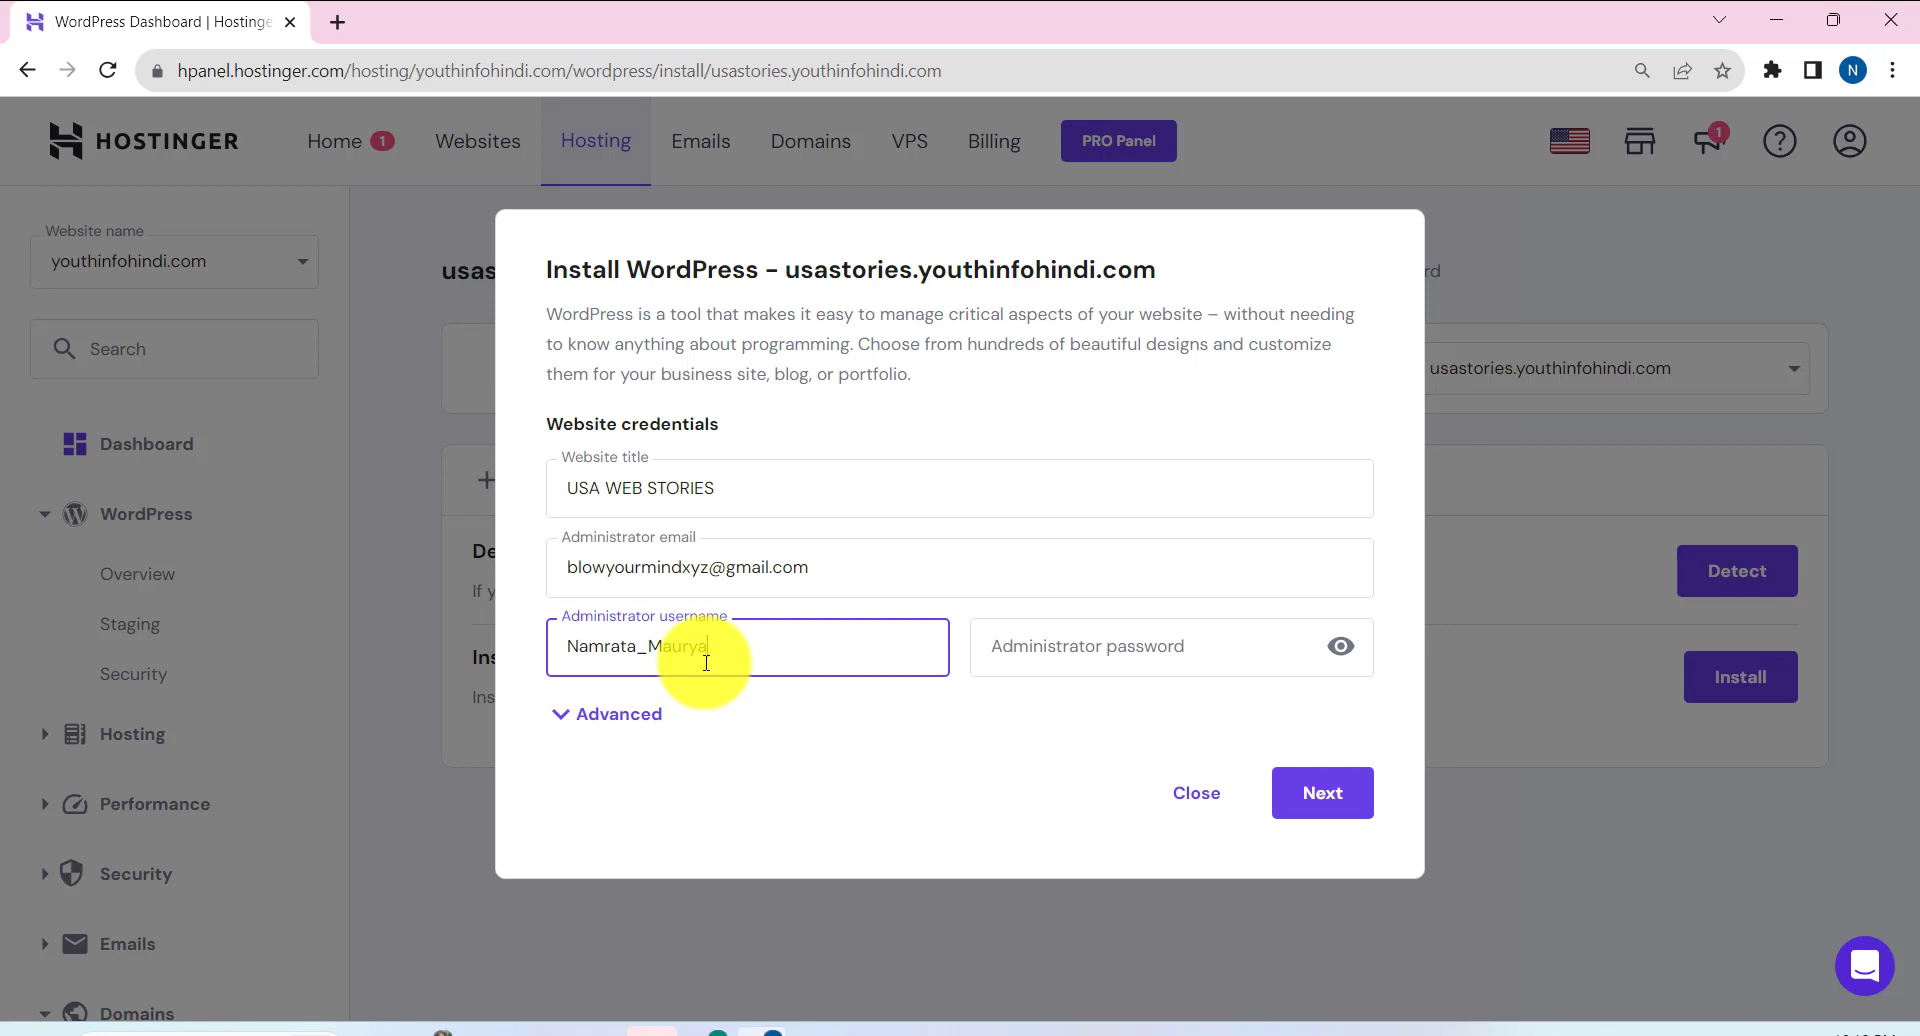 WordPress Dashboard | Hostinge
hpanel.hostinger.com/hosting/youthinfohindi.com/wordpress/install/usastories.youthinfohindi.com
N
HOSTINGER
Home 1
Websites
Hosting
Emails
Domains
VPS
Billing
PRO Panel
1
Website name
youthinfohindi.com
Search
Dashboard
WordPress
Overview
Staging
Security
Hosting
Performance
Security
Emails
Domains
usas
rd
usastories.youthinfohindi.com
De
If y
Detect
Ins
Ins
Install
Install WordPress - usastories.youthinfohindi.com
WordPress is a tool that makes it easy to manage critical aspects of your website – without needing
to know anything about programming. Choose from hundreds of beautiful designs and customize
them for your business site, blog, or portfolio.
Website credentials
Website title
USA WEB STORIES
Administrator email
blowyourmindxyz@gmail.com
Administrator username
Namrata_Maurya
Administrator password
Advanced
Close
Next